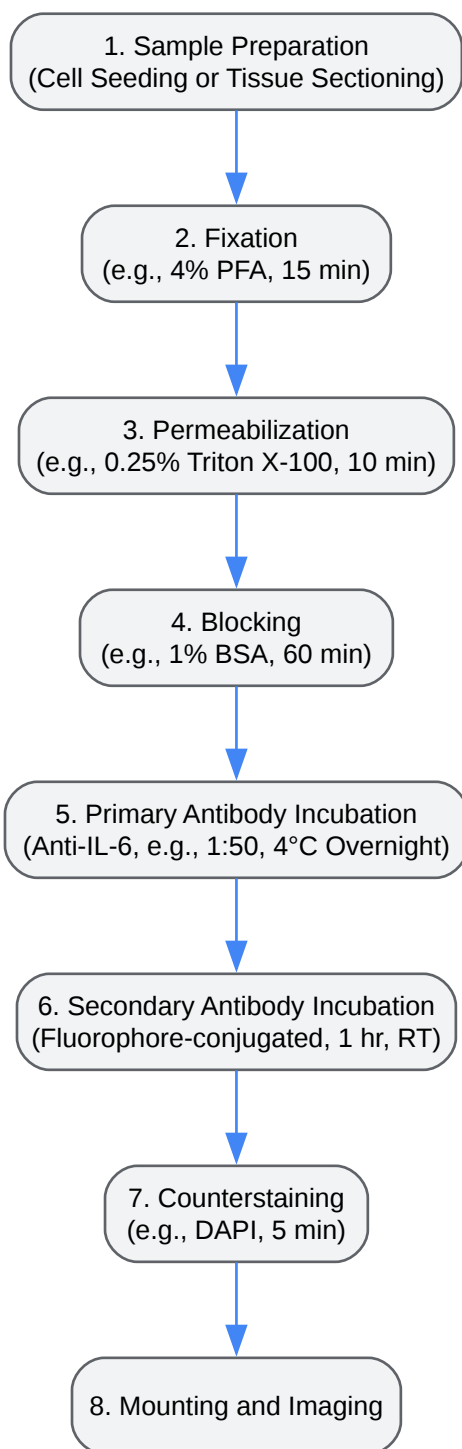 1. Sample Preparation
(Cell Seeding or Tissue Sectioning)
2. Fixation
(e.g., 4% PFA, 15 min)
3. Permeabilization
(e.g., 0.25% Triton X-100, 10 min)
4. Blocking
(e.g., 1% BSA, 60 min)
5. Primary Antibody Incubation
(Anti-IL-6, e.g., 1:50, 4°C Overnight)
6. Secondary Antibody Incubation
(Fluorophore-conjugated, 1 hr, RT)
7. Counterstaining
(e.g., DAPI, 5 min)
8. Mounting and Imaging